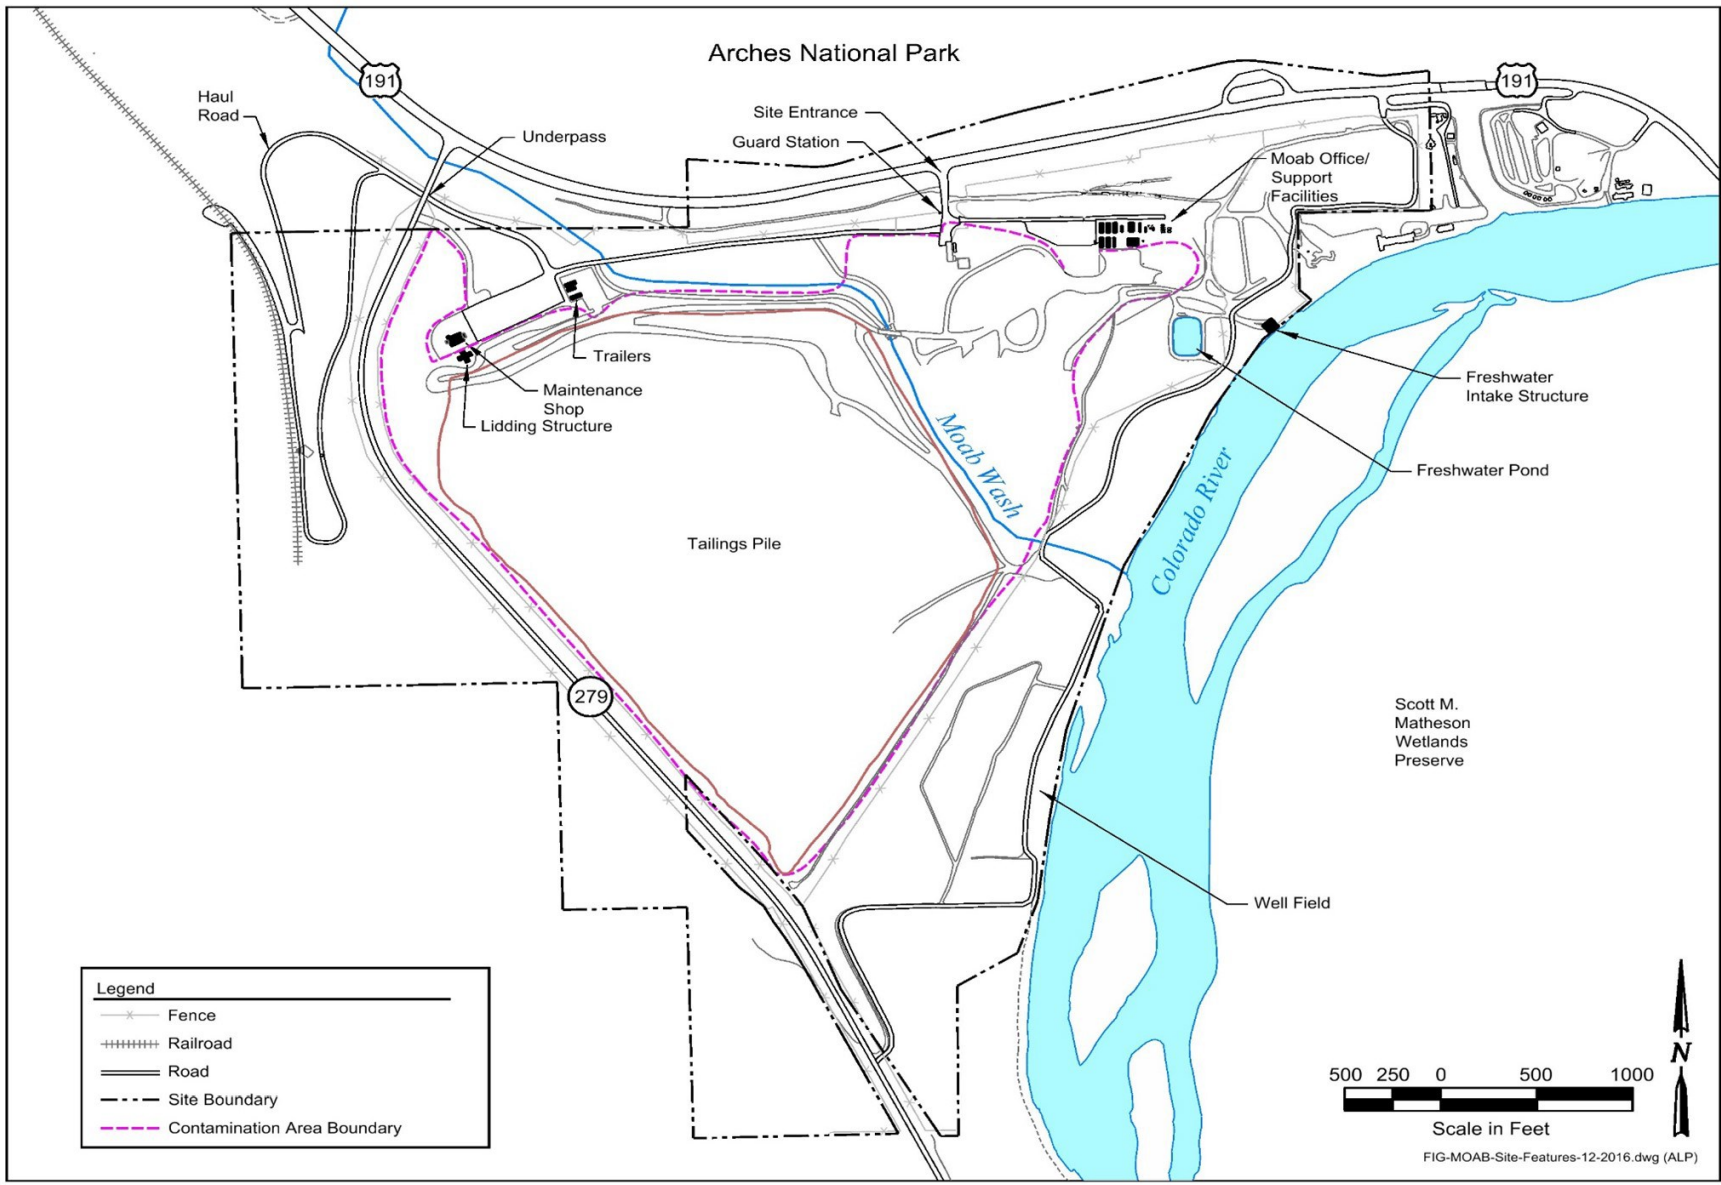 Arches National Park
191
191
Haul
Road
Underpass
Site Entrance
Guard Station
Moab Office/
Support
Facilities
Trailers
Maintenance
Shop
Lidding Structure
Freshwater
Intake Structure
Freshwater Pond
Moab Wash
Colorado River
Tailings Pile
279
Scott M.
Matheson
Wetlands
Preserve
Well Field
Legend
Fence
Railroad
Road
Site Boundary
Contamination Area Boundary
N
500 250 0 500 1000
Scale in Feet
FIG-MOAB-Site-Features-12-2016.dwg (ALP)